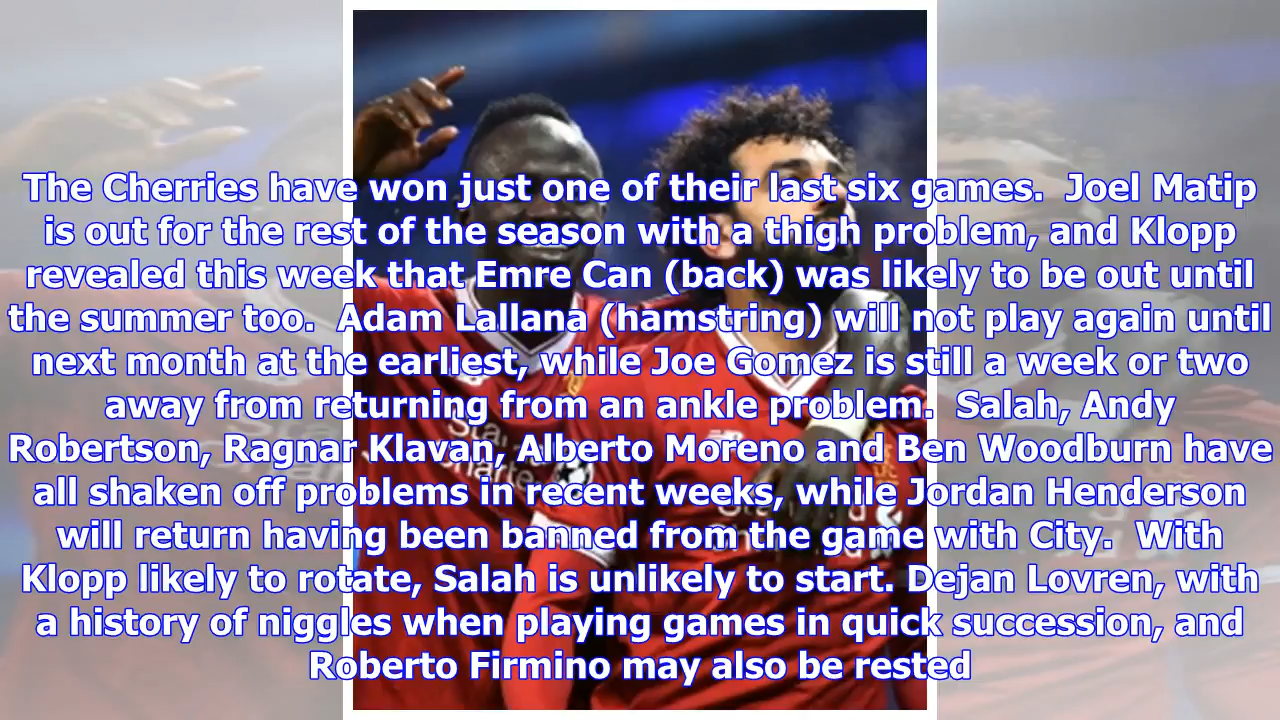 The Cherries have won just one of their last six games.  Joel Matip
is out for the rest of the season with a thigh problem, and Klopp
revealed this week that Emre Can (back) was likely to be out until
the summer too.  Adam Lallana (hamstring) will not play again until
next month at the earliest, while Joe Gomez is still a week or two
away from returning from an ankle problem.  Salah, Andy
Robertson, Ragnar Klavan, Alberto Moreno and Ben Woodburn have
all shaken off problems in recent weeks, while Jordan Henderson
will return having been banned from the game with City.  With
Klopp likely to rotate, Salah is unlikely to start. Dejan Lovren, with
a history of niggles when playing games in quick succession, and
Roberto Firmino may also be rested